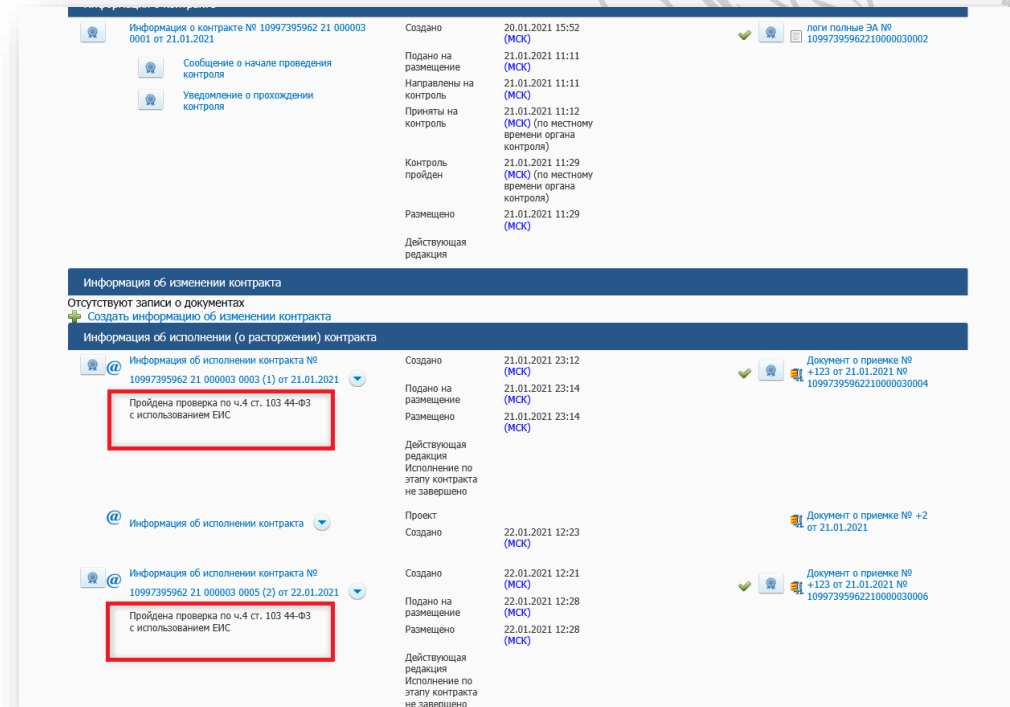 Информация о контракте № 10997395962 21 000003
0001 от 21.01.2021
Сообщение о начале проведения
контроля
Уведомление о прохождении
контроля
Создано
20.01.2021 15:52
(МСК)
Подано на
размещение
21.01.2021 11:11
(МСК)
Направлены на
контроль
21.01.2021 11:11
(МСК)
Приняты на
контроль
21.01.2021 11:12
(МСК) (по местному
времени органа
контроля)
Контроль
пройден
21.01.2021 11:29
(МСК) (по местному
времени органа
контроля)
Размещено
21.01.2021 11:29
(МСК)
Действующая
редакция
логи полные ЭА №
10997395962210000030002
Информация об изменении контракта
Отсутствуют записи о документах
Создать информацию об изменении контракта
Информация об исполнении (о расторжении) контракта
@ Информация об исполнении контракта №
10997395962 21 000003 0003 (1) от 21.01.2021
Пройдена проверка по ч.4 ст. 103 44-ФЗ
с использованием ЕИС
Создано
21.01.2021 23:12
(МСК)
Подано на
размещение
21.01.2021 23:14
(МСК)
Размещено
21.01.2021 23:14
(МСК)
Действующая
редакция
Исполнение по
этапу контракта
не завершено
Документ о приемке №
+123 от 21.01.2021 №
10997395962210000030004
@ Информация об исполнении контракта
Проект
Создано
22.01.2021 12:23
(МСК)
Документ о приемке № +2
от 21.01.2021
@ Информация об исполнении контракта №
10997395962 21 000003 0005 (2) от 22.01.2021
Пройдена проверка по ч.4 ст. 103 44-ФЗ
с использованием ЕИС
Создано
22.01.2021 12:21
(МСК)
Подано на
размещение
22.01.2021 12:28
(МСК)
Размещено
22.01.2021 12:28
(МСК)
Действующая
редакция
Исполнение по
этапу контракта
не завершено
Документ о приемке №
+123 от 21.01.2021 №
10997395962210000030006